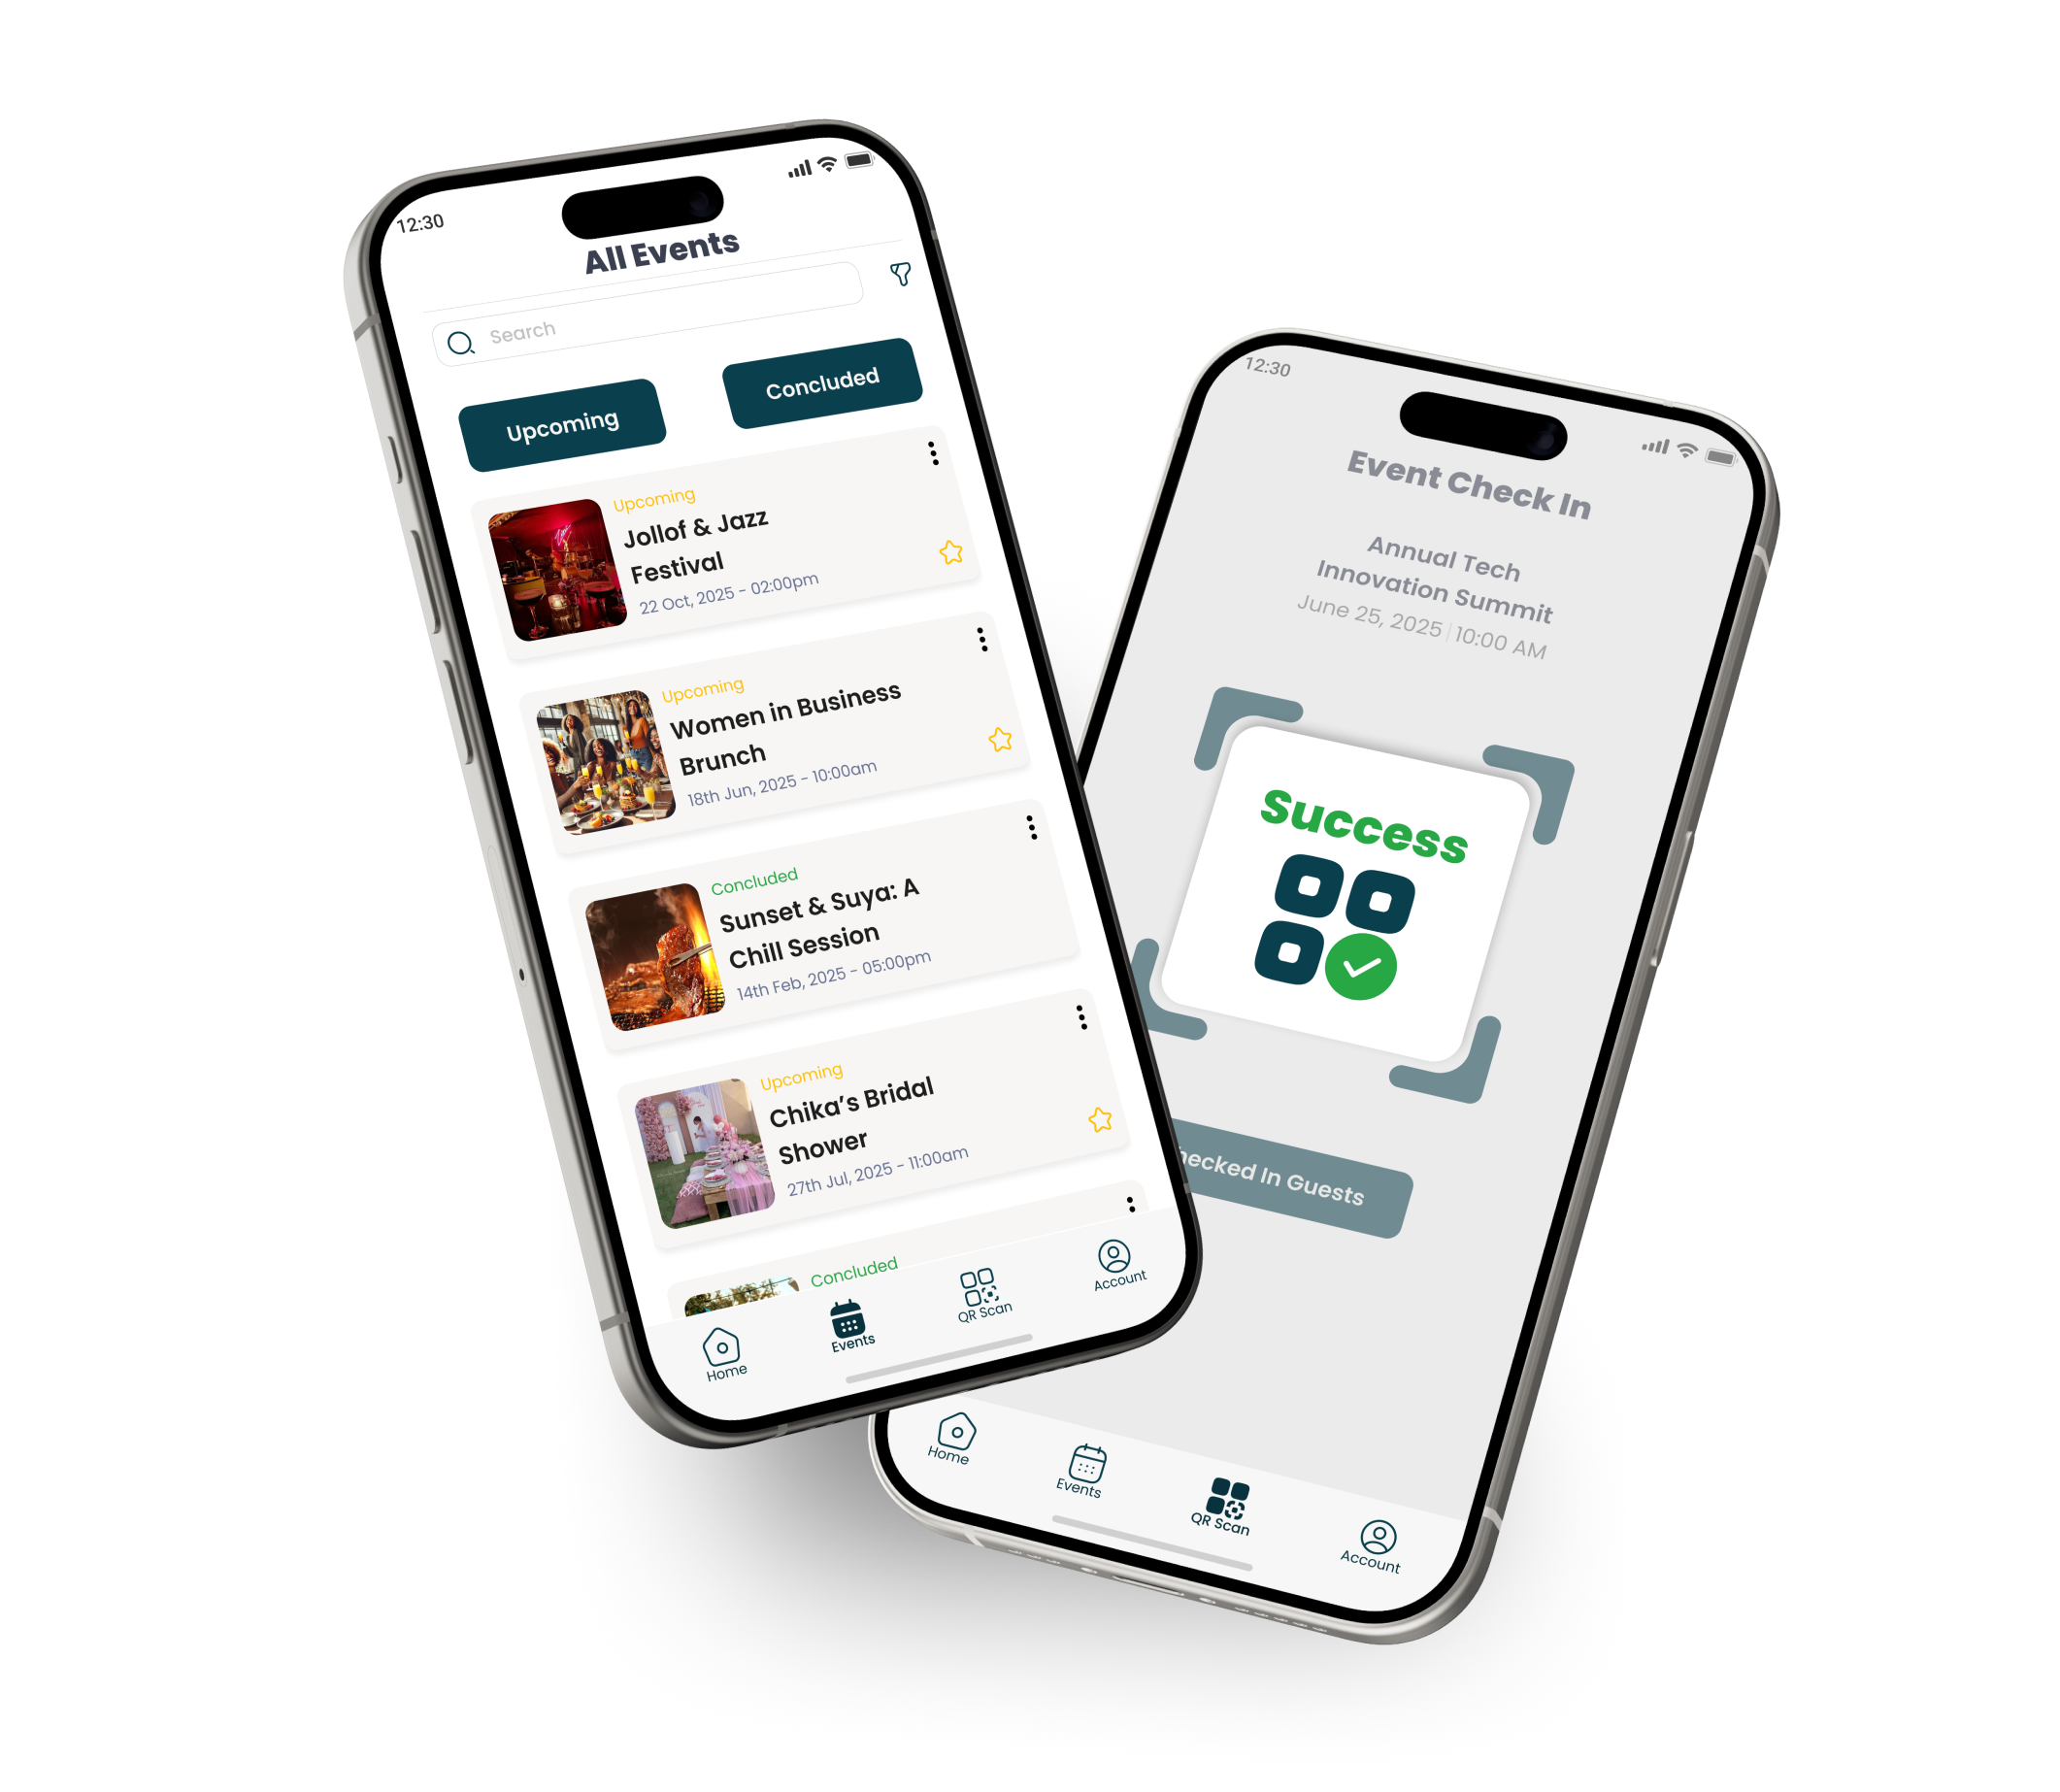 12:30
All Events
Search
Upcoming
Concluded
Upcoming
Jollof & Jazz
Festival
22 Oct, 2025 - 02:00pm
Upcoming
Women in Business
Brunch
18th Jun, 2025 - 10:00am
Concluded
Sunset & Suya: A
Chill Session
14th Feb, 2025 - 05:00pm
Upcoming
Chika’s Bridal
Shower
27th Jul, 2025 - 11:00am
Concluded
Home
Events
QR Scan
Account
12:30
Event Check In
Annual Tech
Innovation Summit
June 25, 2025 | 10:00 AM
Success
In Guests
Home
Events
QR Scan
Account